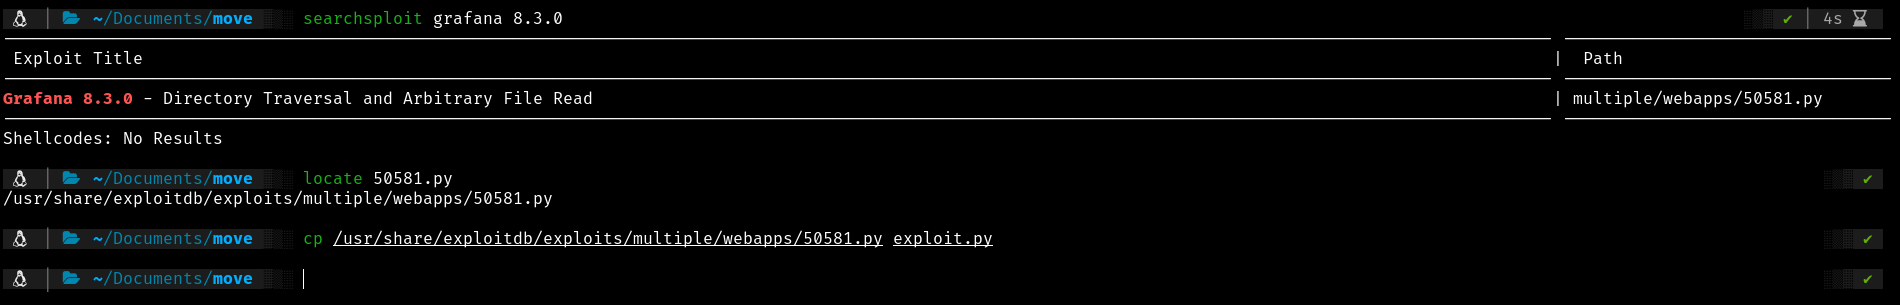 ~/Documents/move searchsploit grafana 8.3.0 ✔ 4s
Exploit Title | Path
Grafana 8.3.0 - Directory Traversal and Arbitrary File Read | multiple/webapps/50581.py
Shellcodes: No Results
~/Documents/move locate 50581.py ✔
/usr/share/exploitdb/exploits/multiple/webapps/50581.py
~/Documents/move cp /usr/share/exploitdb/exploits/multiple/webapps/50581.py exploit.py ✔
~/Documents/move ✔